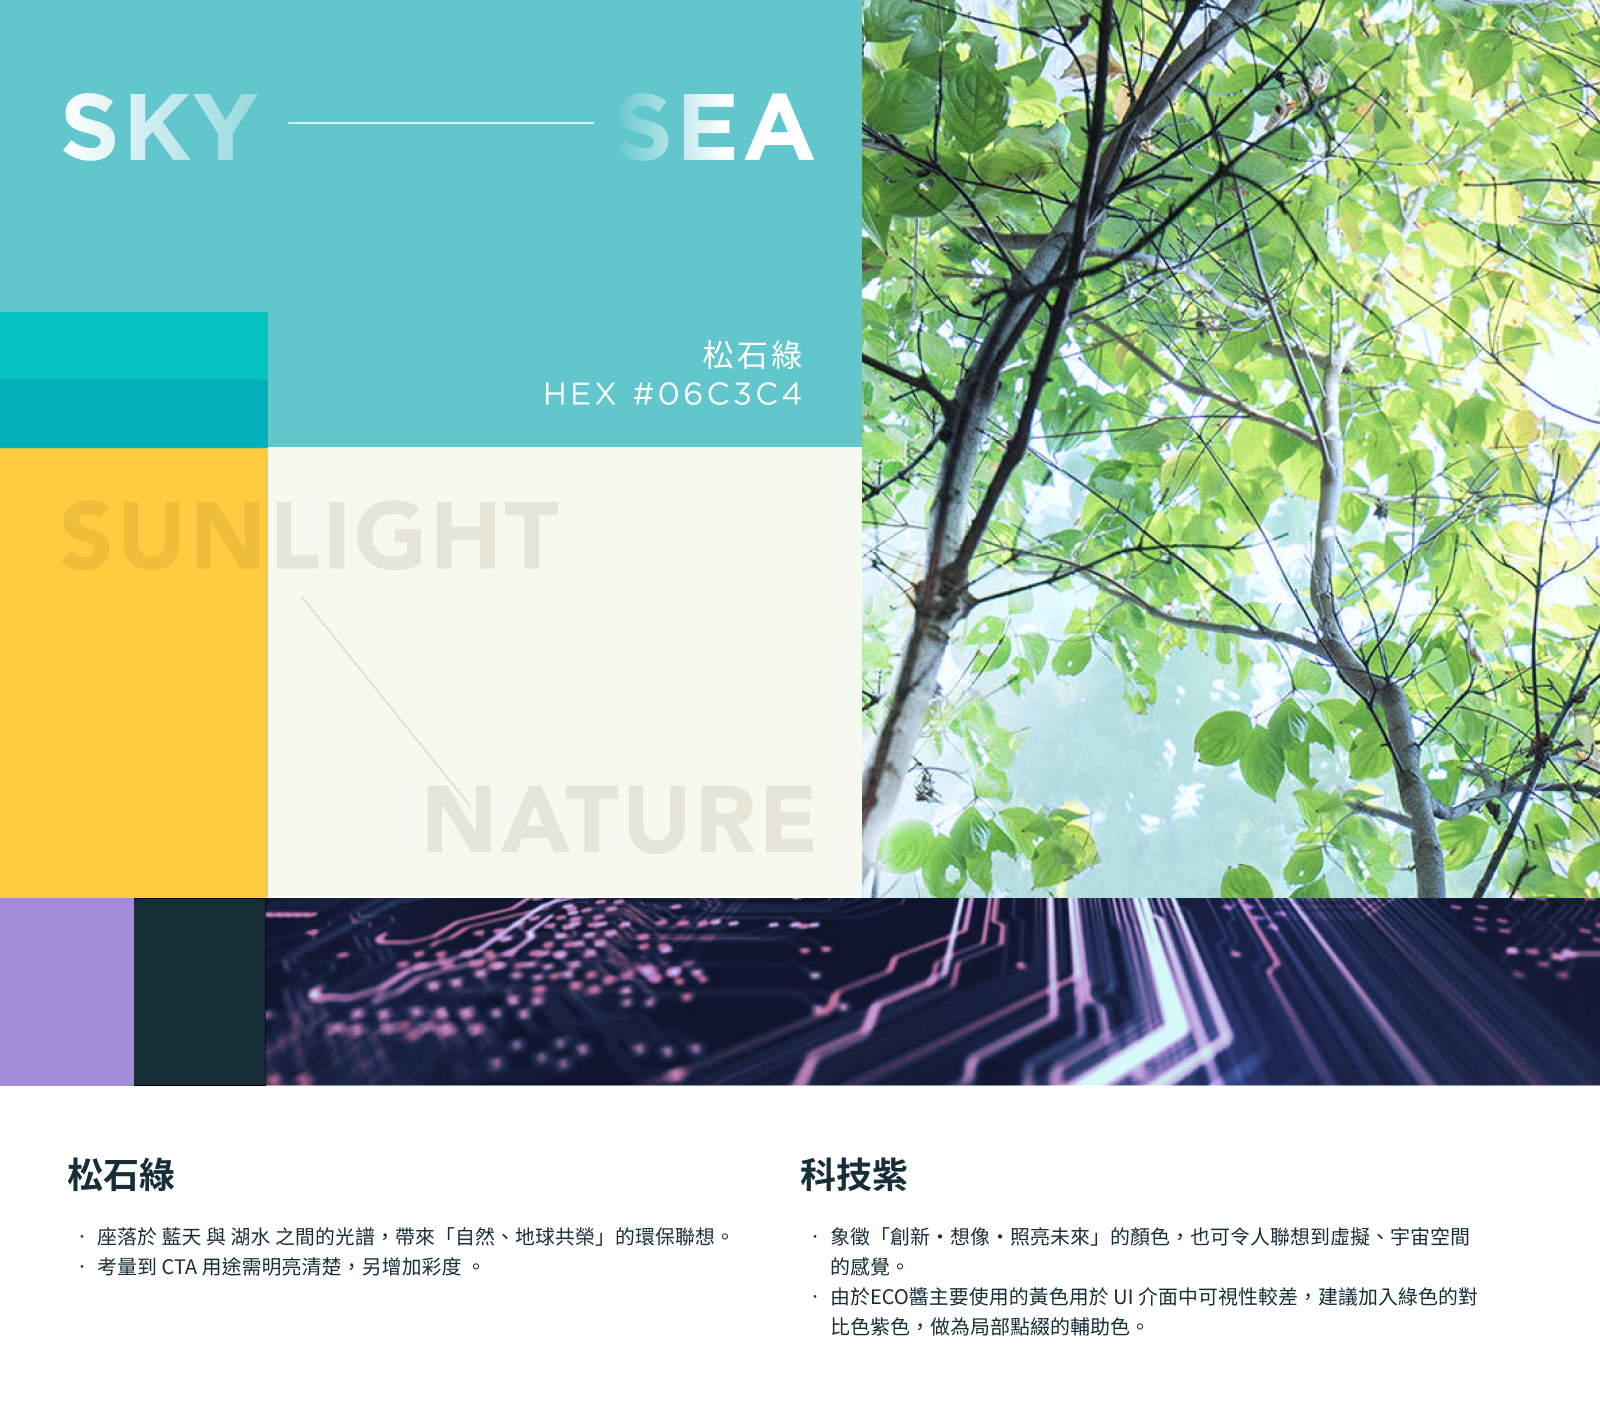 SKY SEA
松石綠
HEX #06C3C4
SUNLIGHT
NATURE
松石綠
· 座落於 藍天 與 湖水 之間的光譜，帶來「自然、地球共榮」的環保聯想。
· 考量到 CTA 用途需明亮清楚，另增加彩度 。
科技紫
· 象徵「創新・想像・照亮未來」的顏色，也可令人聯想到虛擬、宇宙空間
的感覺。
· 由於ECO醬主要使用的黃色用於 UI 介面中可視性較差，建議加入綠色的對
比色紫色，做為局部點綴的輔助色。